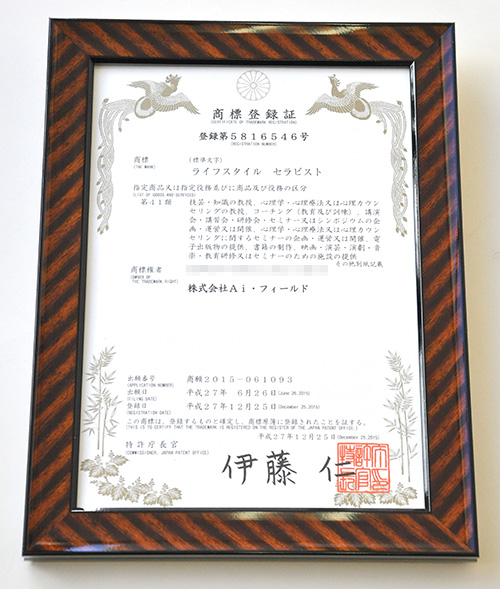 商標登録証
(CERTIFICATE OF TRADEMARK REGISTRATION)
登録第5816546号
(REGISTRATION NUMBER)
商標 (標準文字)
(THE MARK) ライフスタイル セラピスト
指定商品又は指定役務並びに商品及び役務の区分
(LIST OF GOODS AND SERVICES)
第41類 技芸・知識の教授、心理学・心理療法又は心理カウン
セリングの教授、コーチング(教育及び訓練)、講演
会・講習会・研修会・セミナー又はシンポジウムの企
画・運営又は開催、心理学・心理療法又は心理カウン
セリングに関するセミナーの企画・運営又は開催、電
子出版物の提供、書籍の制作、映画・演芸・演劇・音
楽・教育研修又はセミナーのための施設の提供
その他別紙記載
商標権者
(OWNER OF THE TRADEMARK RIGHT)
株式会社Ai・フィールド
出願番号 商願2015-061093
(APPLICATION NUMBER)
出願日 平成27年 6月26日(June 26,2015)
(FILING DATE)
登録日 平成27年12月25日(December 25,2015)
(REGISTRATION DATE)
この商標は、登録するものと確定し、商標原簿に登録されたことを証する。
(THIS IS TO CERTIFY THAT THE TRADEMARK IS REGISTERED ON THE REGISTER OF THE JAPAN PATENT OFFICE.)
平成27年12月25日(December 25,2015)
特許庁長官
(COMMISSIONER, JAPAN PATENT OFFICE)
伊藤 仁